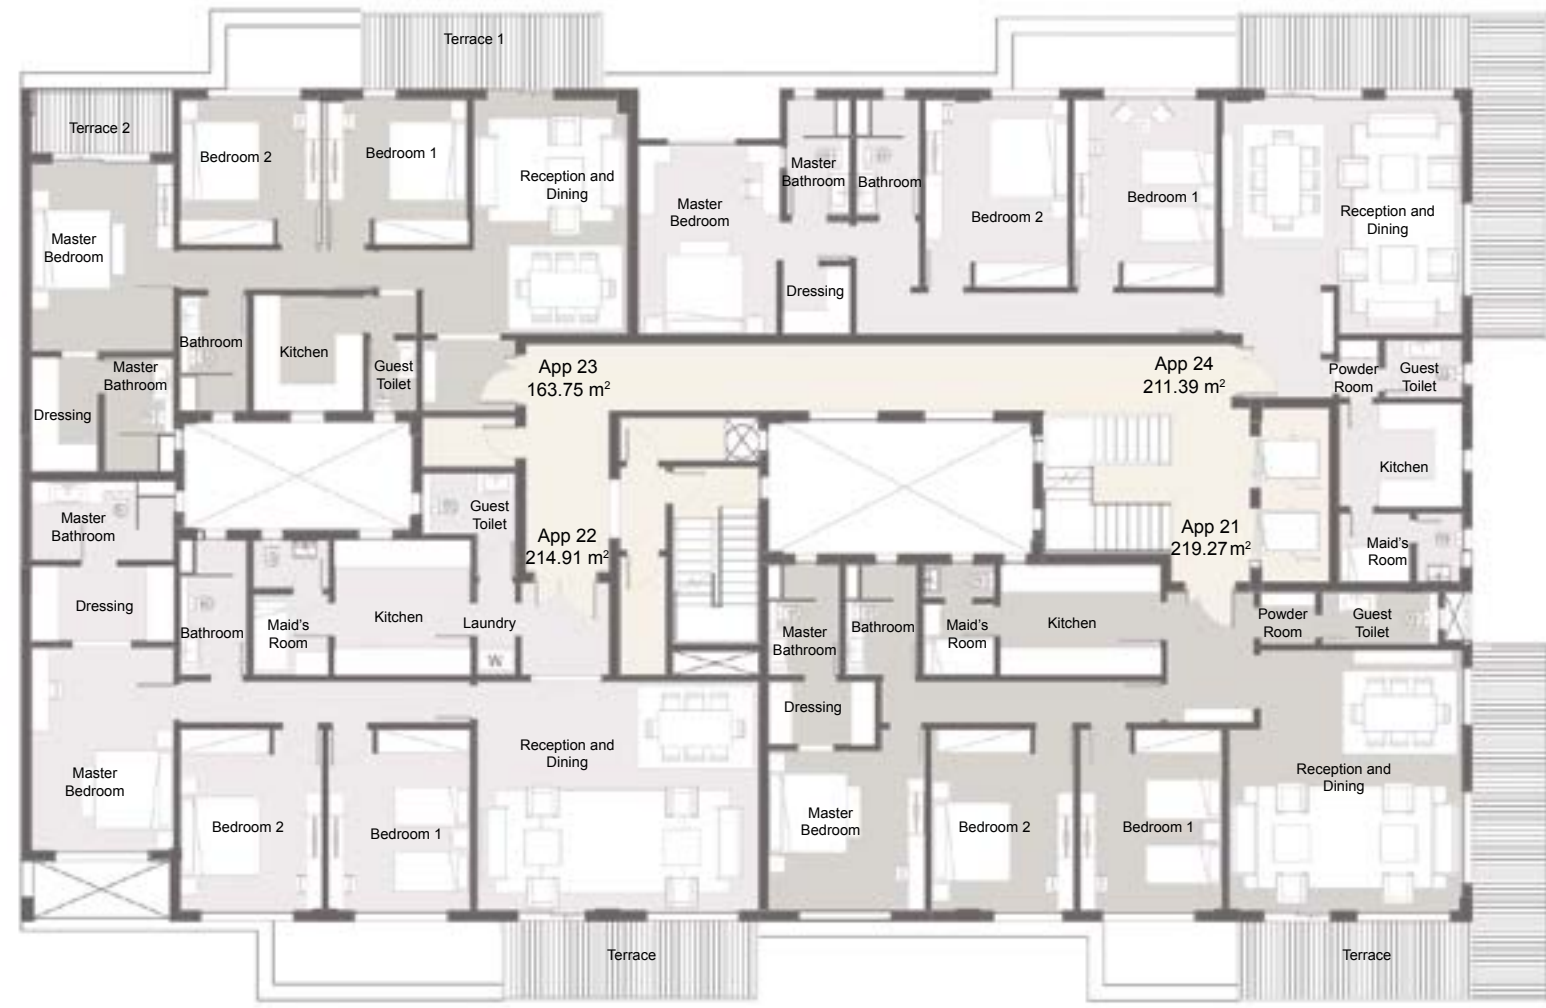 Terrace 1
Terrace 2
Bedroom 2
Bedroom 1
Reception and
Dining
Master
Bedroom
Bathroom
Kitchen
Guest
Toilet
Master
Bathroom
Dressing
App 23
163.75 m²
Master
Bedroom
Master
Bathroom
Bathroom
Dressing
Bedroom 2
Bedroom 1
Reception and
Dining
App 24
211.39 m²
Powder
Room
Guest
Toilet
Kitchen
Maid's
Room
Master
Bathroom
Dressing
Bathroom
Maid's
Room
Kitchen
Laundry
W
Guest
Toilet
App 22
214.91 m²
Master
Bedroom
Bedroom 2
Bedroom 1
Reception and
Dining
Terrace
App 21
219.27 m²
Master
Bathroom
Bathroom
Maid's
Room
Kitchen
Powder
Room
Guest
Toilet
Dressing
Master
Bedroom
Bedroom 2
Bedroom 1
Reception and
Dining
Terrace